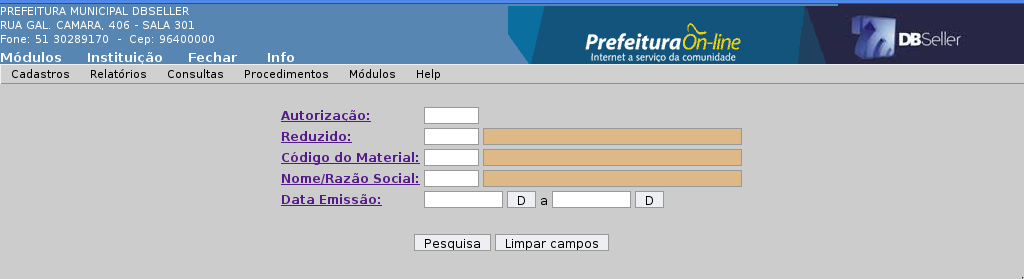 PREFEITURA MUNICIPAL DBSELLER
RUA GAL. CAMARA, 406 - SALA 301
Fone: 51 30289170 - Cep: 96400000
Prefeitura On-line
Internet a serviço da comunidade
DBSeller
Módulos Instituição Fechar Info
Cadastros Relatórios Consultas Procedimentos Módulos Help
Autorização:
Reduzido:
Código do Material:
Nome/Razão Social:
Data Emissão: D a D
Pesquisa Limpar campos